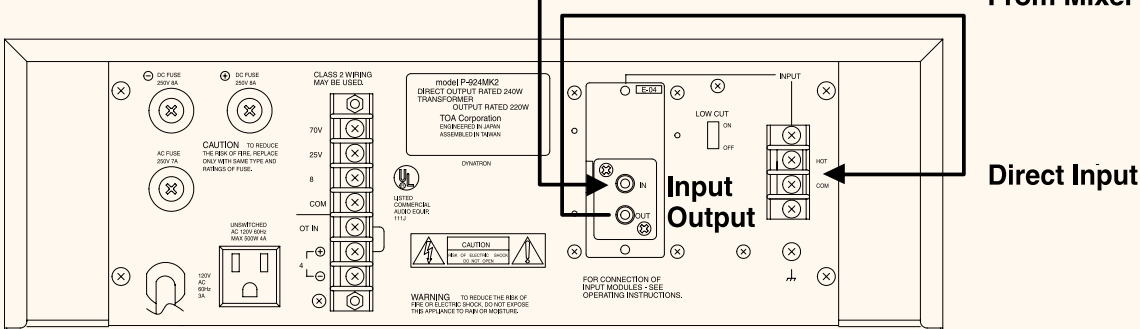 From Mixer
DC FUSE
250V 8A
DC FUSE
250V 8A
CAUTION TO REDUCE
THE RISK OF FIRE, REPLACE
ONLY WITH SAME TYPE AND
RATINGS OF FUSE.
AC FUSE
250V 7A
UNSWITCHED
AC 120V 60Hz
MAX 500W 4A
120V
AC
60Hz
3A
CLASS 2 WIRING
MAY BE USED.
70V
25V
8
COM
OT IN
4
model P-924MK2
DIRECT OUTPUT RATED 240W
TRANSFORMER
OUTPUT RATED 220W
TOA Corporation
ENGINEERED IN JAPAN
ASSEMBLED IN TAIWAN
DYNATRON
UL
LISTED
COMMERCIAL
AUDIO EQUIP.
111J
CAUTION
RISK OF ELECTRIC SHOCK
DO NOT OPEN
WARNING TO REDUCE THE RISK OF
FIRE OR ELECTRIC SHOCK, DO NOT EXPOSE
THIS APPLIANCE TO RAIN OR MOISTURE.
E-04
INPUT
LOW CUT
ON
OFF
IN
OUT
Input
Output
HOT
COM
Direct Input
FOR CONNECTION OF
INPUT MODULES - SEE
OPERATING INSTRUCTIONS.